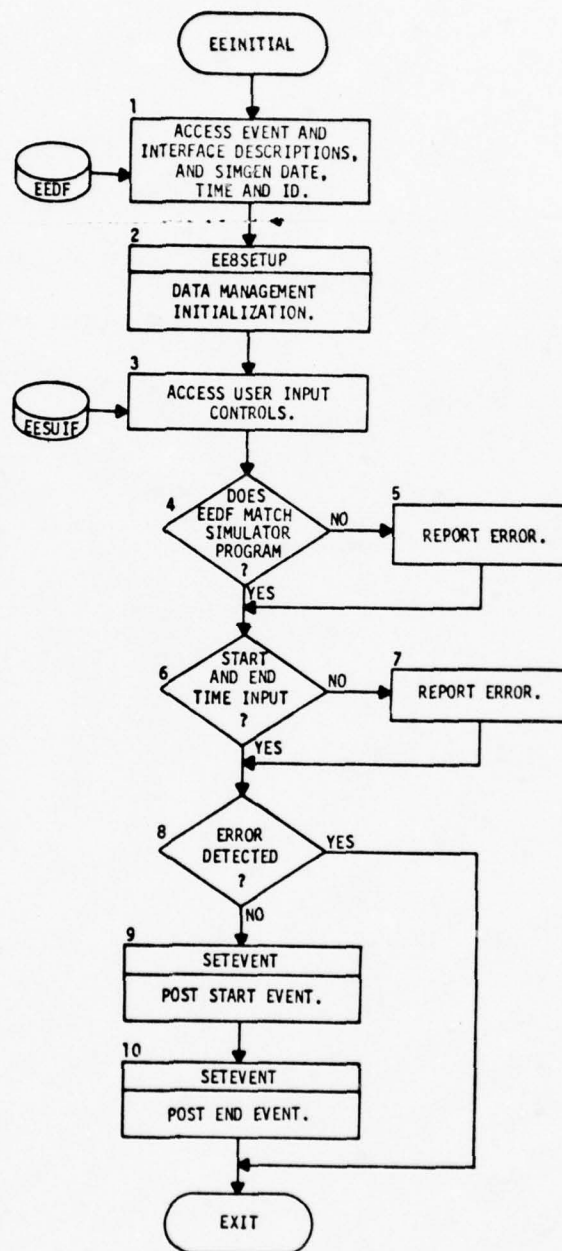 EEINITIAL
1
ACCESS EVENT AND
INTERFACE DESCRIPTIONS,
AND SIMGEN DATE,
TIME AND ID.
EEDF
2
EE8SETUP
DATA MANAGEMENT
INITIALIZATION.
3
ACCESS USER INPUT
CONTROLS.
EESUIF
4
DOES
EEDF MATCH
SIMULATOR
PROGRAM
?
NO
5
REPORT ERROR.
YES
6
START
AND END
TIME INPUT
?
NO
7
REPORT ERROR.
YES
8
ERROR
DETECTED
?
YES
NO
9
SETEVENT
POST START EVENT.
10
SETEVENT
POST END EVENT.
EXIT